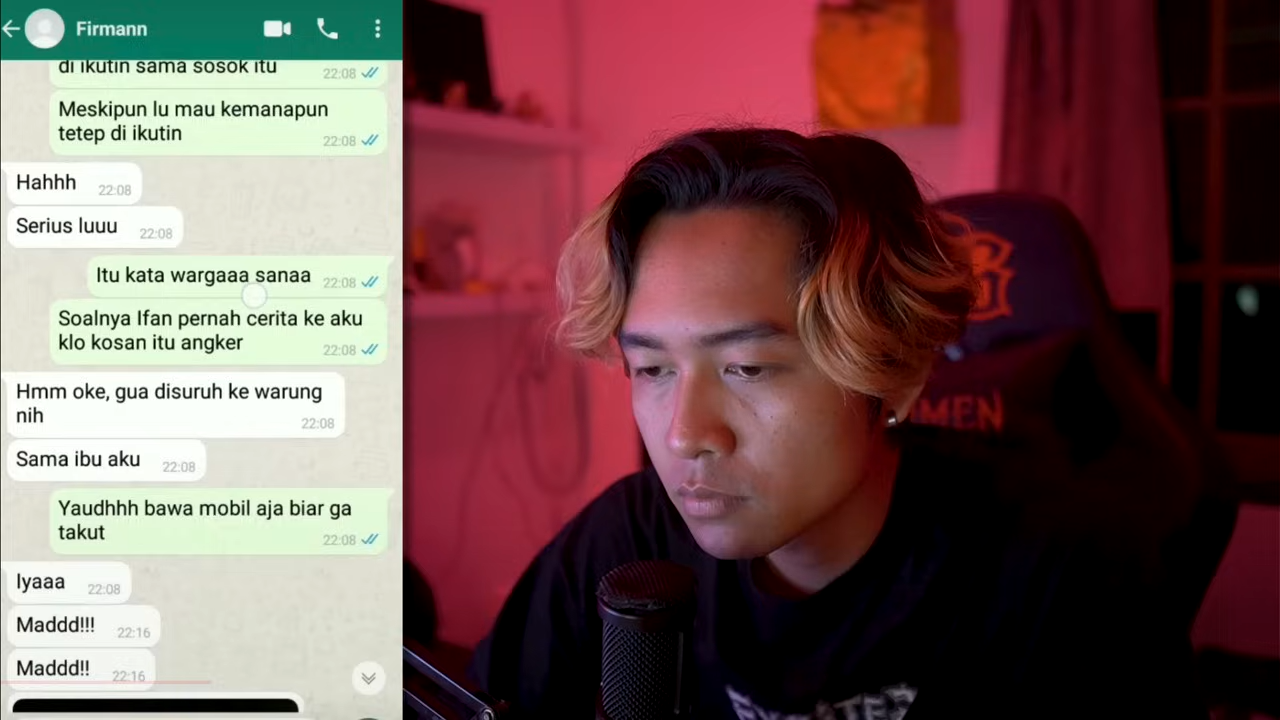 Firmann
di ikutin sama sosok itu
22:08
Meskipun lu mau kemanapun
tetep di ikutin
22:08
Hahhh
22:08
Serius luuu
22:08
Itu kata wargaaa sanaa
22:08
Soalnya Ifan pernah cerita ke aku
klo kosan itu angker
22:08
Hmm oke, gua disuruh ke warung
nih
22:08
Sama ibu aku
22:08
Yaudhhh bawa mobil aja biar ga
takut
22:08
Iyaaa
22:08
Maddd!!!
22:16
Maddd!!
22:16